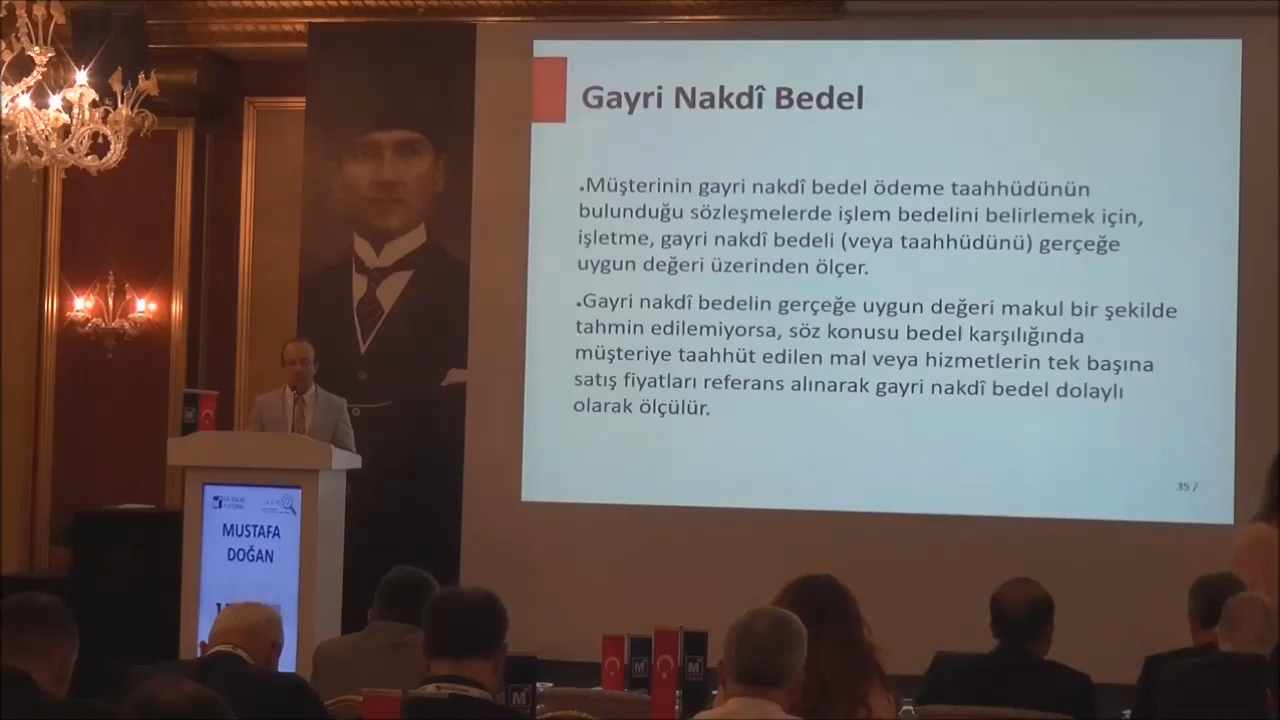 Gayri Nakdî Bedel
.Müşterinin gayri nakdî bedel ödeme taahhüdünün
bulunduğu sözleşmelerde işlem bedelini belirlemek için,
işletme, gayri nakdî bedeli (veya taahhüdünü) gerçeğe
uygun değeri üzerinden ölçer.
.Gayri nakdî bedelin gerçeğe uygun değeri makul bir şekilde
tahmin edilemiyorsa, söz konusu bedel karşılığında
müşteriye taahhüt edilen mal veya hizmetlerin tek başına
satış fiyatları referans alınarak gayri nakdî bedel dolaylı
olarak ölçülür.
35 /
MUSTAFA
DOĞAN
M
M